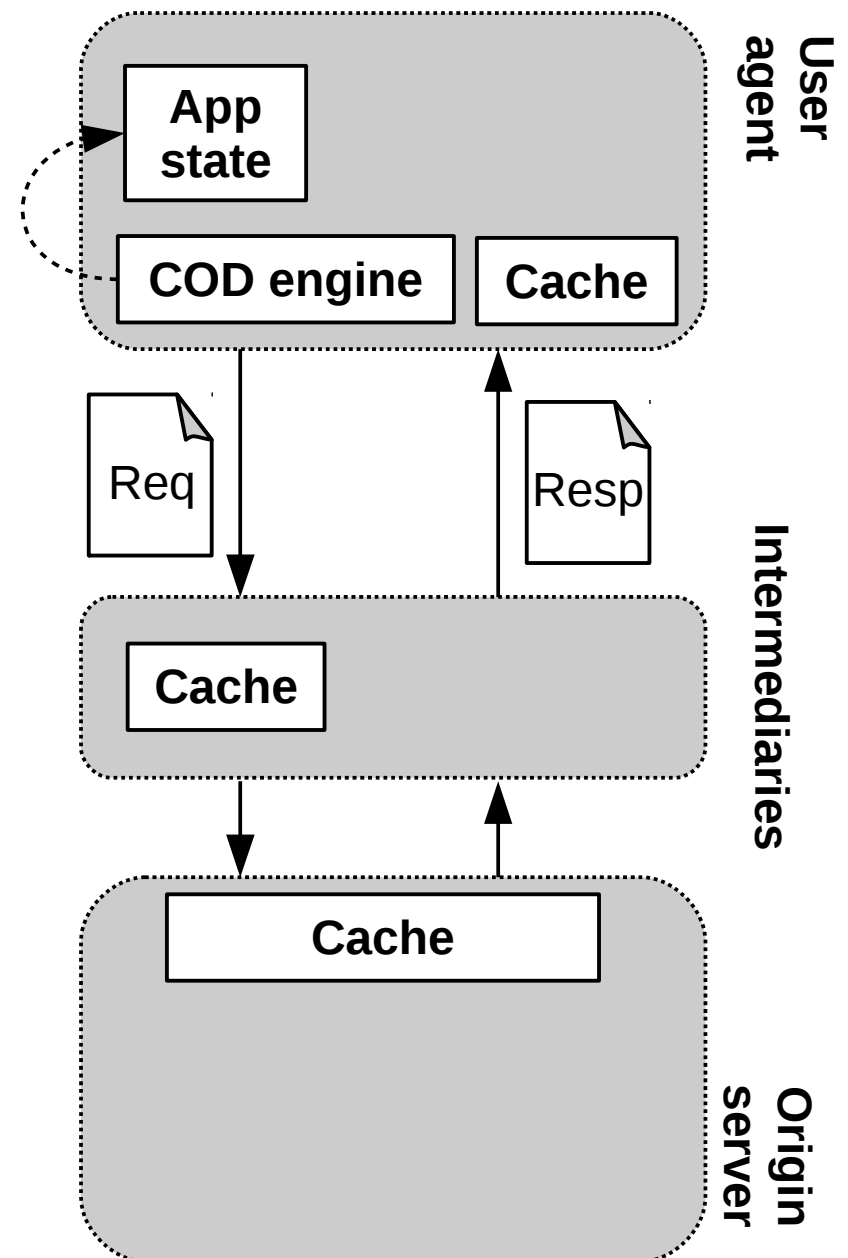 User
agent
App
state
COD engine
Cache
Req
Resp
Intermediaries
Cache
Cache
Origin
server